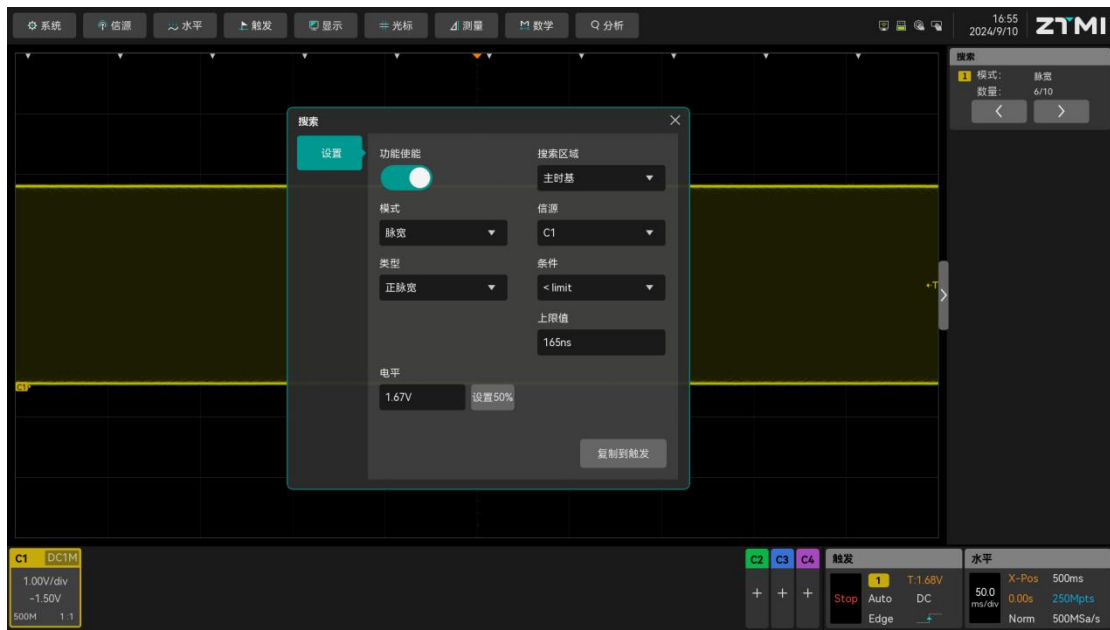 系统 信源 水平 触发 显示 光标 测量 数学 分析 16:55 2024/9/10 ZTMI
搜索
1 模式: 脉宽
数量: 6/10
搜索
设置
功能使能 搜索区域
主时基
模式 信源
脉宽 C1
类型 条件
正脉宽 <limit
上限值
165ns
电平
1.67V 设置50%
复制到触发
T
C1
C1 DC1M
1.00V/div
-1.50V
500M 1:1
C2 C3 C4
+ + +
触发
Stop
1 T:1.68V
Auto DC
Edge
水平
50.0 ms/div
X-Pos 500ms
0.00s 250Mpts
Norm 500MSa/s